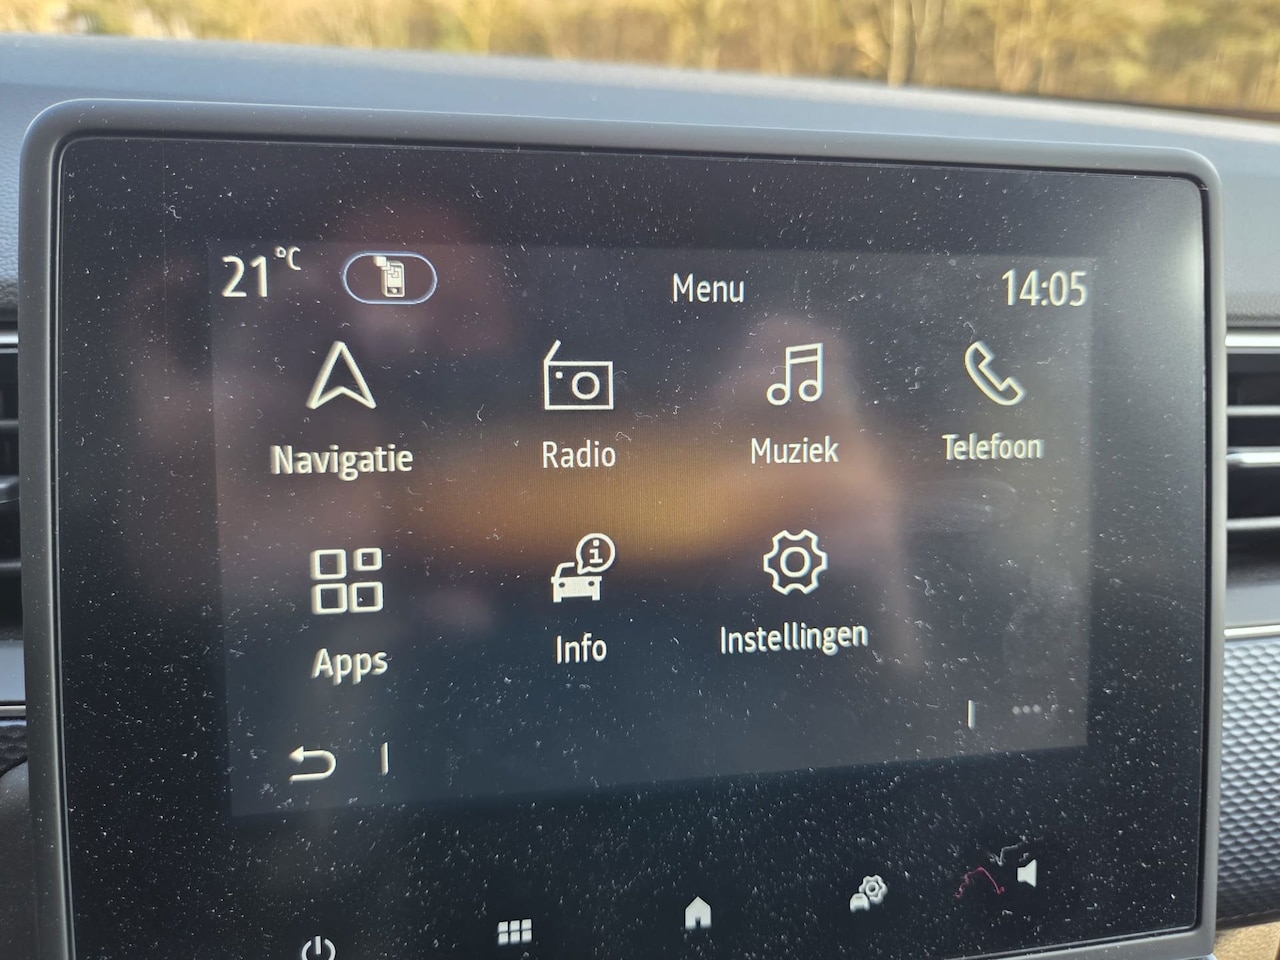 21°C Menu 14:05
Navigatie Radio Muziek Telefoon
Apps Info Instellingen